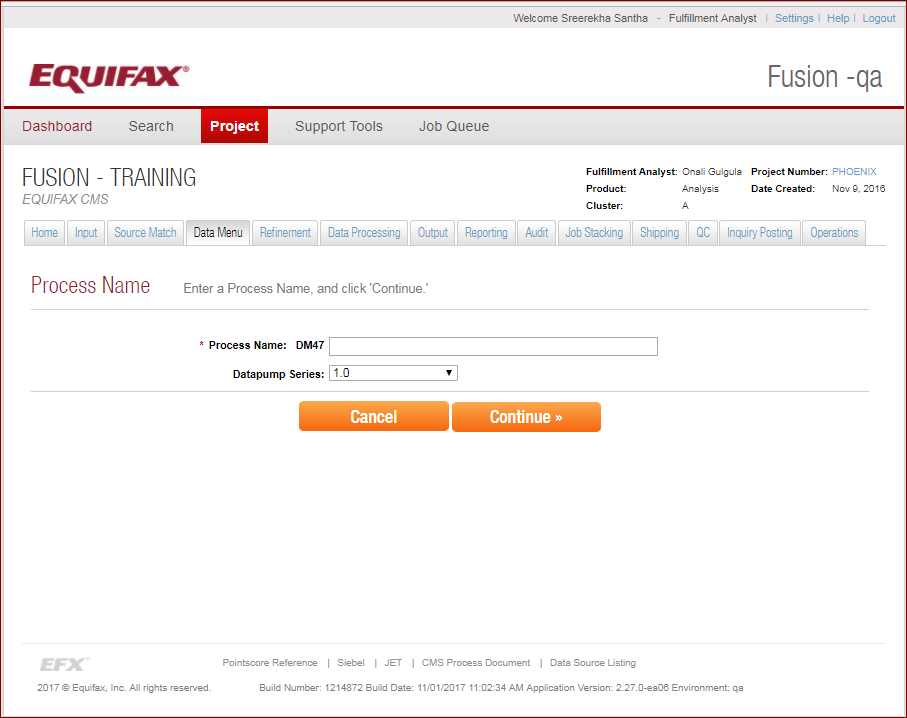 Welcome Sreerekha Santha - Fulfillment Analyst | Settings | Help | Logout
EQUIFAX®
Fusion -qa
Dashboard Search Project Support Tools Job Queue
FUSION - TRAINING
EQUIFAX CMS
Fulfillment Analyst: Onali Gulgula Project Number: PHOENIX
Product: Analysis Date Created: Nov 9, 2016
Cluster: A
Home Input Source Match Data Menu Refinement Data Processing Output Reporting Audit Job Stacking Shipping QC Inquiry Posting Operations
Process Name Enter a Process Name, and click 'Continue.'
* Process Name: DM47
Datapump Series: 1.0
Cancel Continue »
EFX Pointscore Reference | Siebel | JET | CMS Process Document | Data Source Listing
2017 © Equifax, Inc. All rights reserved. Build Number: 1214872 Build Date: 11/01/2017 11:02:34 AM Application Version: 2.27.0-ea06 Environment: qa